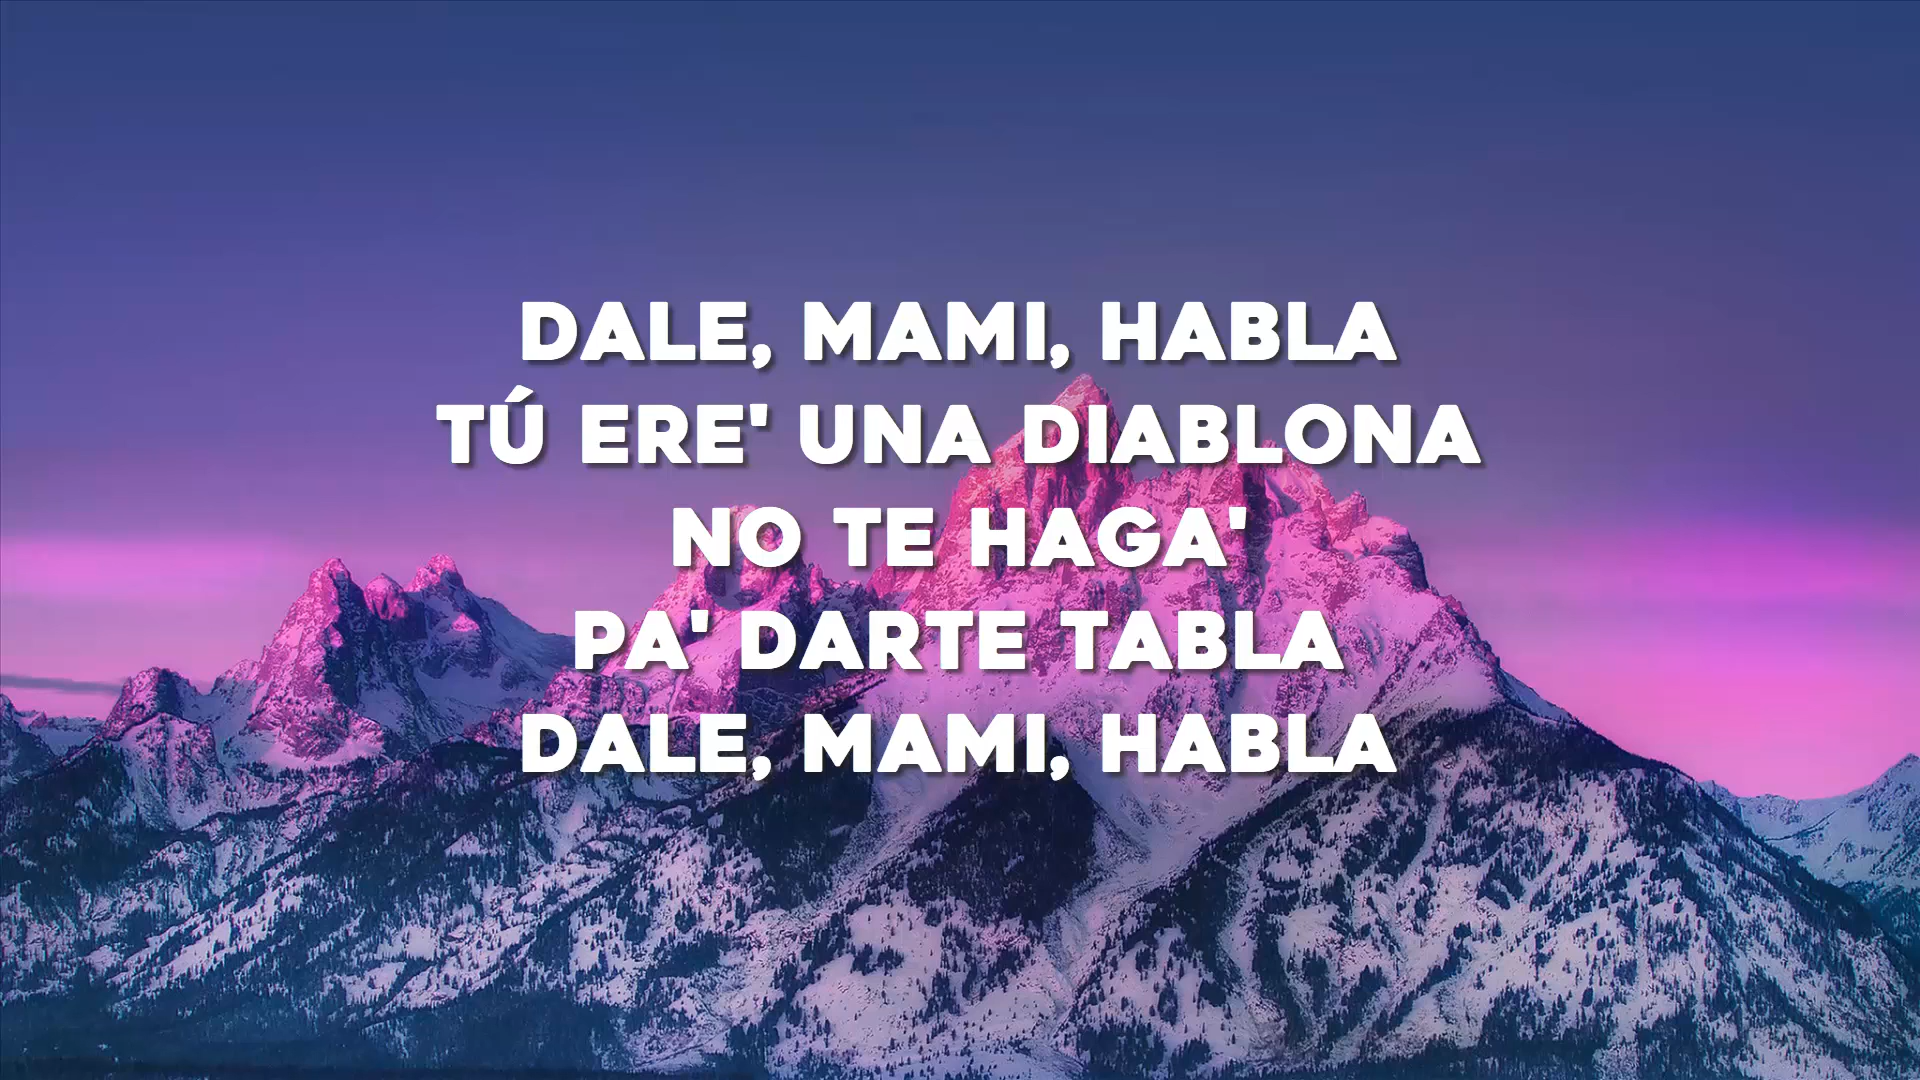 DALE, MAMI, HABLA
TÚ ERE' UNA DIABLONA
NO TE HAGA'
PA' DARTE TABLA
DALE, MAMI, HABLA